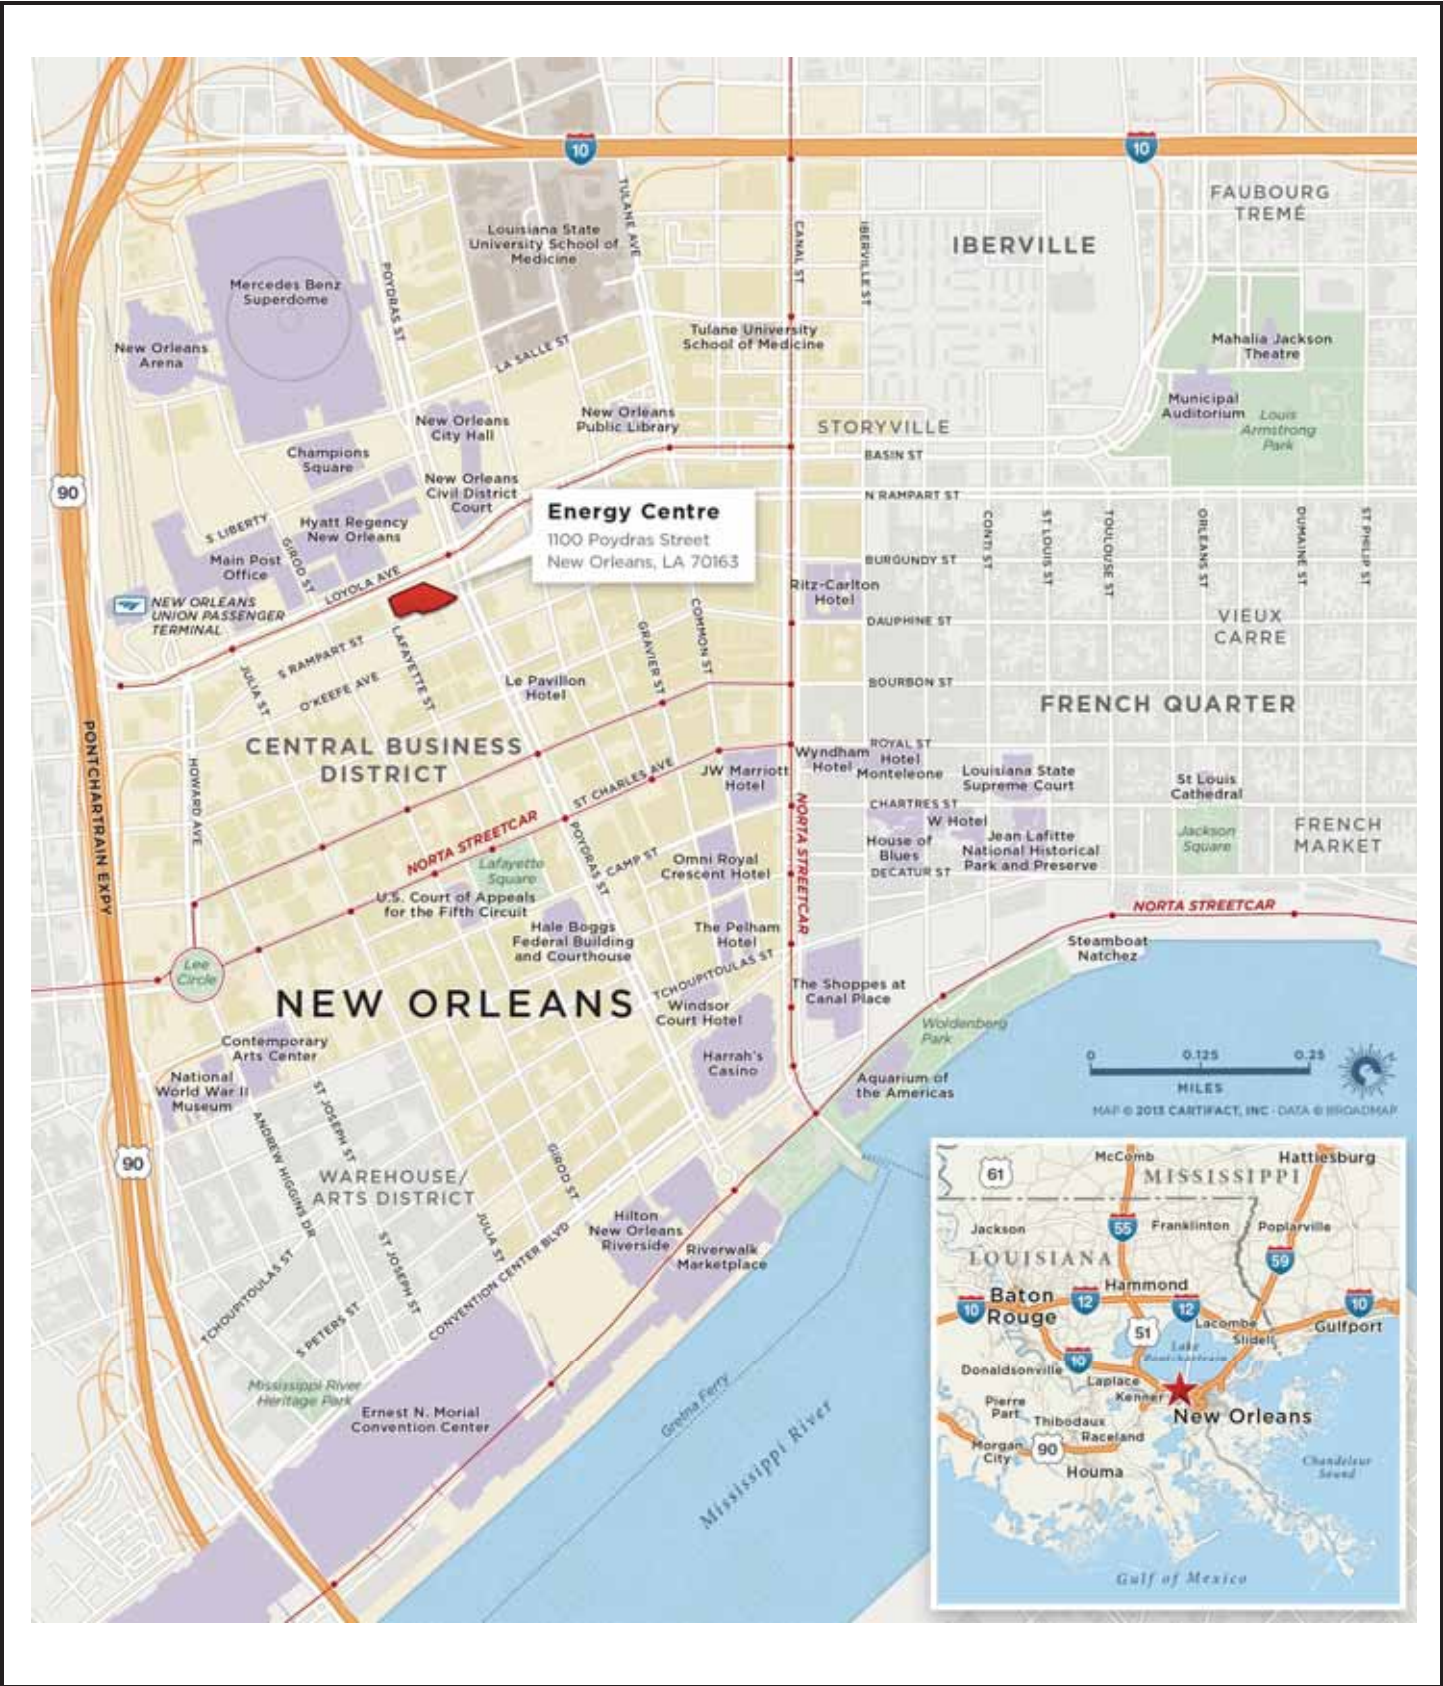 10
10
FAUBOURG
TREMÉ
TULANE AVE
Louisiana State
University School of
Medicine
CANAL ST
IBERVILLE ST
IBERVILLE
POYDRAS ST
Mercedes Benz
Superdome
New Orleans
Arena
LA SALLE ST
Tulane University
School of Medicine
Mahalia Jackson
Theatre
Municipal
Auditorium
Louis
Armstrong
Park
New Orleans
City Hall
New Orleans
Public Library
STORYVILLE
BASIN ST
Champions
Square
New Orleans
Civil District
Court
90
N RAMPART ST
Energy Centre
1100 Poydras Street
New Orleans, LA 70163
S LIBERTY
Hyatt Regency
New Orleans
CONTI ST
ST LOUIS ST
TOULOUSE ST
ORLEANS ST
DUMAINE ST
ST PHILIP ST
Main Post
Office
GIROD ST
LOYOLA AVE
BURGUNDY ST
Ritz-Carlton
Hotel
NEW ORLEANS
UNION PASSENGER
TERMINAL
DAUPHINE ST
VIEUX
CARRE
S RAMPART ST
LAFAYETTE ST
GRAVIER ST
COMMON ST
JULIA ST
O'KEEFE AVE
Le Pavillon
Hotel
BOURBON ST
FRENCH QUARTER
PONTCHARTRAIN EXPY
CENTRAL BUSINESS
DISTRICT
HOWARD AVE
ROYAL ST
Wyndham
Hotel
Hotel
Monteleone
JW Marriott
Hotel
ST CHARLES AVE
Louisiana State
Supreme Court
St Louis
Cathedral
CHARTRES ST
W Hotel
NORTA STREETCAR
NORTA STREETCAR
House of
Blues
Jean Lafitte
National Historical
Park and Preserve
Jackson
Square
FRENCH
MARKET
DECATUR ST
POYDRAS ST
CAMP ST
Omni Royal
Crescent Hotel
Lafayette
Square
U.S. Court of Appeals
for the Fifth Circuit
NORTA STREETCAR
Hale Boggs
Federal Building
and Courthouse
The Pelham
Hotel
Steamboat
Natchez
Lee
Circle
TCHOUPITOULAS ST
The Shoppes at
Canal Place
NEW ORLEANS
Windsor
Court Hotel
Woldenberg
Park
Contemporary
Arts Center
Harrah's
Casino
Aquarium of
the Americas
National
World War II
Museum
0 0.125 0.25
MILES
MAP © 2013 CARTIFACT, INC · DATA © BROADMAP
ST JOSEPH ST
ANDREW HIGGINS DR
90
WAREHOUSE/
ARTS DISTRICT
GIROD ST
JULIA ST
Hilton
New Orleans
Riverside
Riverwalk
Marketplace
TCHOUPITOULAS ST
ST JOSEPH ST
CONVENTION CENTER BLVD
S PETERS ST
Mississippi River
Heritage Park
Ernest N. Morial
Convention Center
Gretna Ferry
Mississippi River
McComb
Hattiesburg
61
MISSISSIPPI
Jackson
55
Franklinton
Poplarville
LOUISIANA
59
Hammond
10
Baton
Rouge
12
12
10
Lacombe
Slidell
Gulfport
51
Lake
Pontchartrain
Donaldsonville
10
Laplace
Kenner
Pierre
Part
New Orleans
Thibodaux
Raceland
Morgan
City
90
Houma
Chandeleur
Sound
Gulf of Mexico